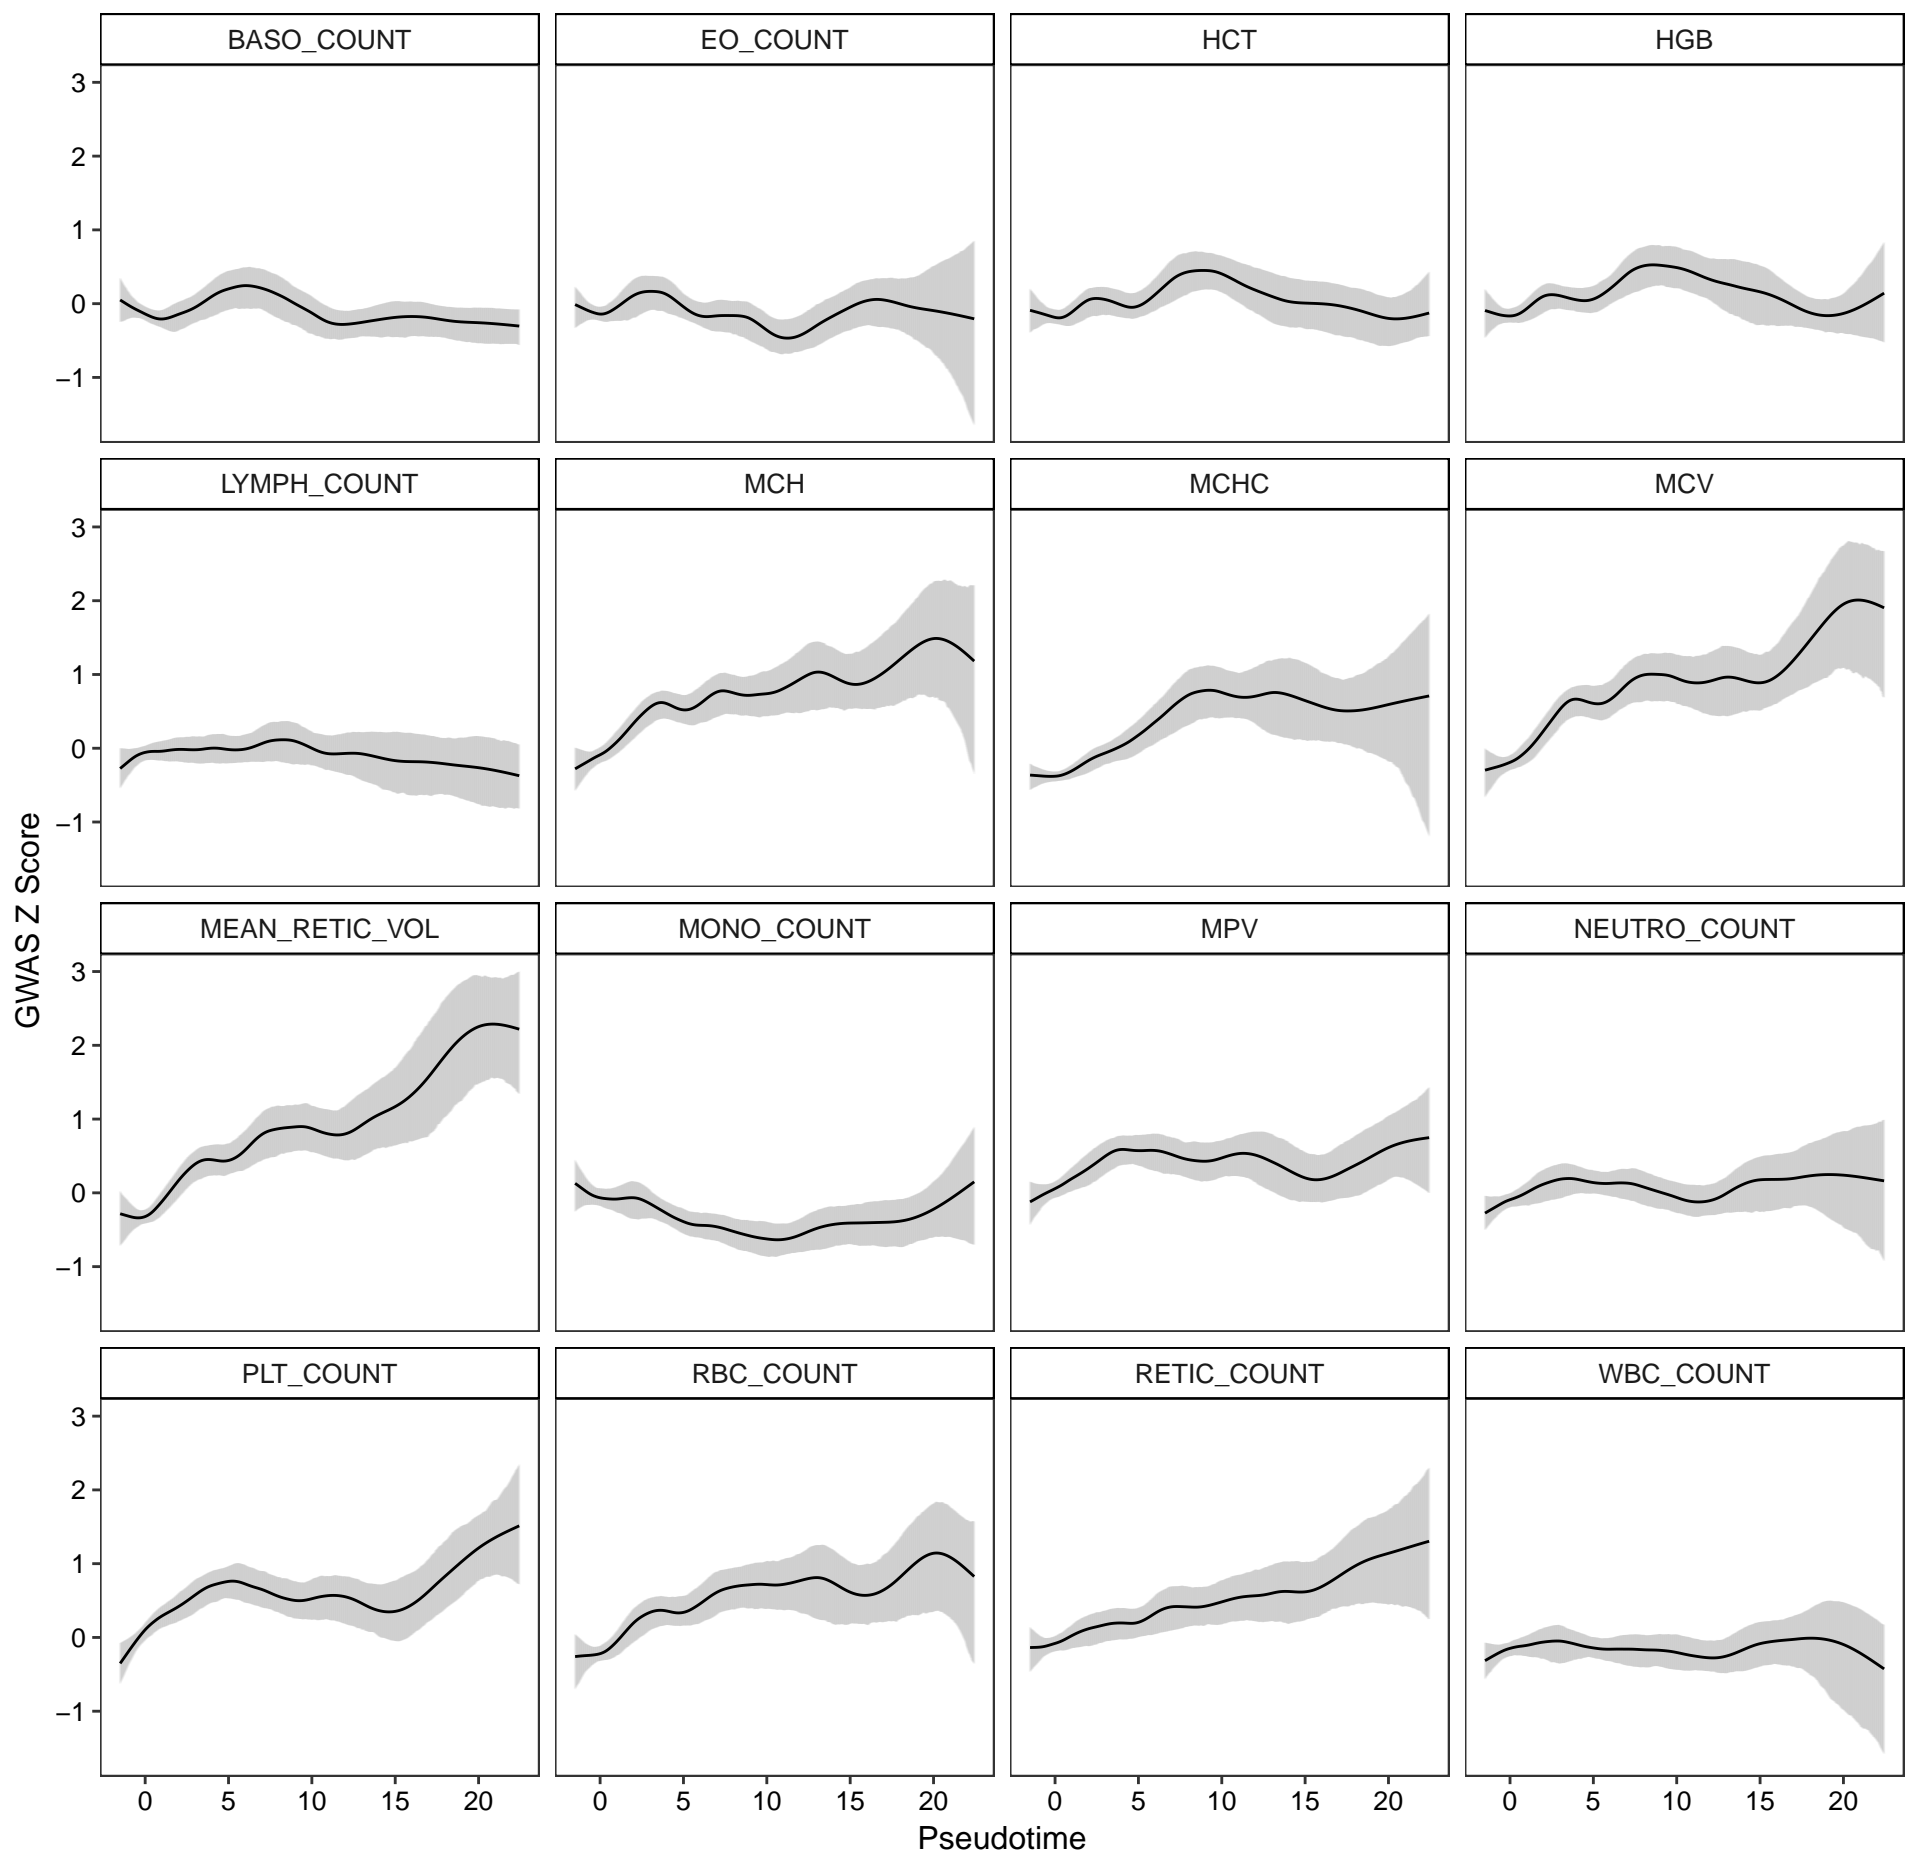 BASO_COUNT EO_COUNT HCT HGB
3
2
1
0
−1
LYMPH_COUNT MCH MCHC MCV
3
2
1
0
−1
MEAN_RETIC_VOL MONO_COUNT MPV NEUTRO_COUNT
3
2
1
0
−1
PLT_COUNT RBC_COUNT RETIC_COUNT WBC_COUNT
3
2
1
0
−1
0 5 10 15 20 0 5 10 15 20 0 5 10 15 20 0 5 10 15 20
Pseudotime
GWAS Z Score